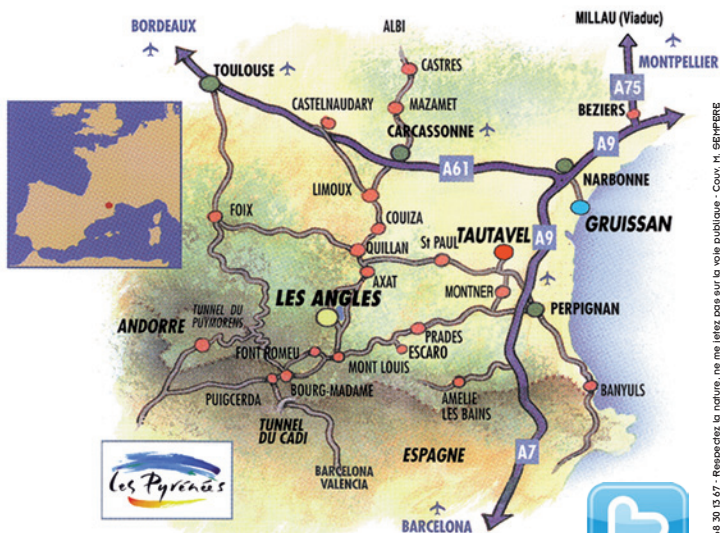 BORDEAUX
ALBI
MILLAU (Viaduc)
MONTPELLIER
TOULOUSE
CASTRES
A75
CASTELNAUDARY
MAZAMET
BEZIERS
CARCASSONNE
A9
A61
NARBONNE
LIMOUX
FOIX
COUIZA
GRUISSAN
QUILLAN
St PAUL
TAUTAVEL
A9
AXAT
MONTNER
LES ANGLES
PERPIGNAN
TUNNEL DU
PUYMORENS
ANDORRE
PRADES
FONT ROMEU
ESCARO
MONT LOUIS
BOURG-MADAME
PUIGCERDA
AMELIE
LES BAINS
BANYULS
TUNNEL
DU CADI
ESPAGNE
A7
BARCELONA
VALENCIA
Les Pyrénées
BARCELONA
68 30 13 67 - Respectez la nature, ne me jetez pas sur la voie publique - Couv. M. SEMPERE